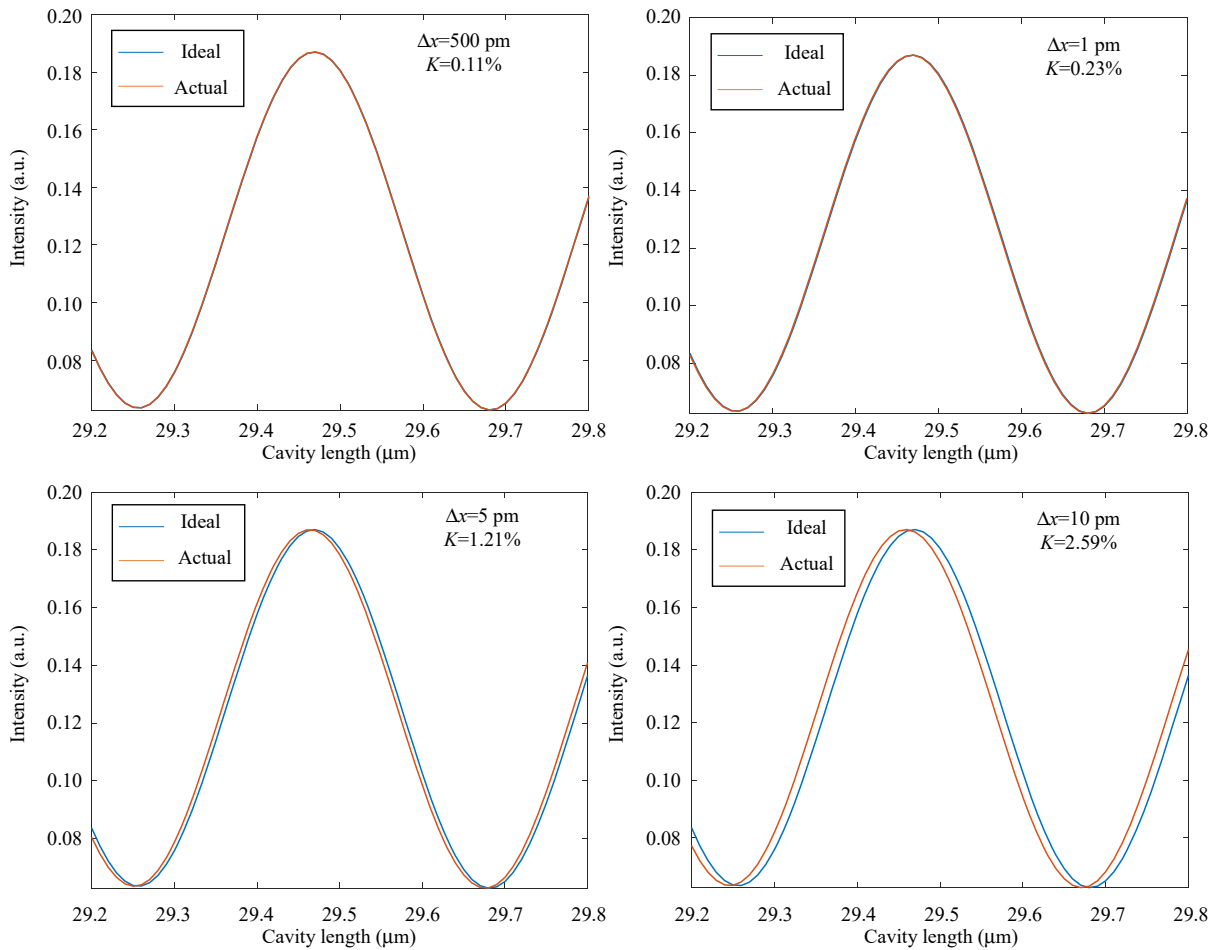 0.20
0.18
0.16
0.14
0.12
0.10
0.08
Intensity (a.u.)
Ideal
Actual
Δx=500 pm
K=0.11%
29.2 29.3 29.4 29.5 29.6 29.7 29.8
Cavity length (μm)
0.20
0.18
0.16
0.14
0.12
0.10
0.08
Intensity (a.u.)
Ideal
Actual
Δx=1 pm
K=0.23%
29.2 29.3 29.4 29.5 29.6 29.7 29.8
Cavity length (μm)
0.20
0.18
0.16
0.14
0.12
0.10
0.08
Intensity (a.u.)
Ideal
Actual
Δx=5 pm
K=1.21%
29.2 29.3 29.4 29.5 29.6 29.7 29.8
Cavity length (μm)
0.20
0.18
0.16
0.14
0.12
0.10
0.08
Intensity (a.u.)
Ideal
Actual
Δx=10 pm
K=2.59%
29.2 29.3 29.4 29.5 29.6 29.7 29.8
Cavity length (μm)